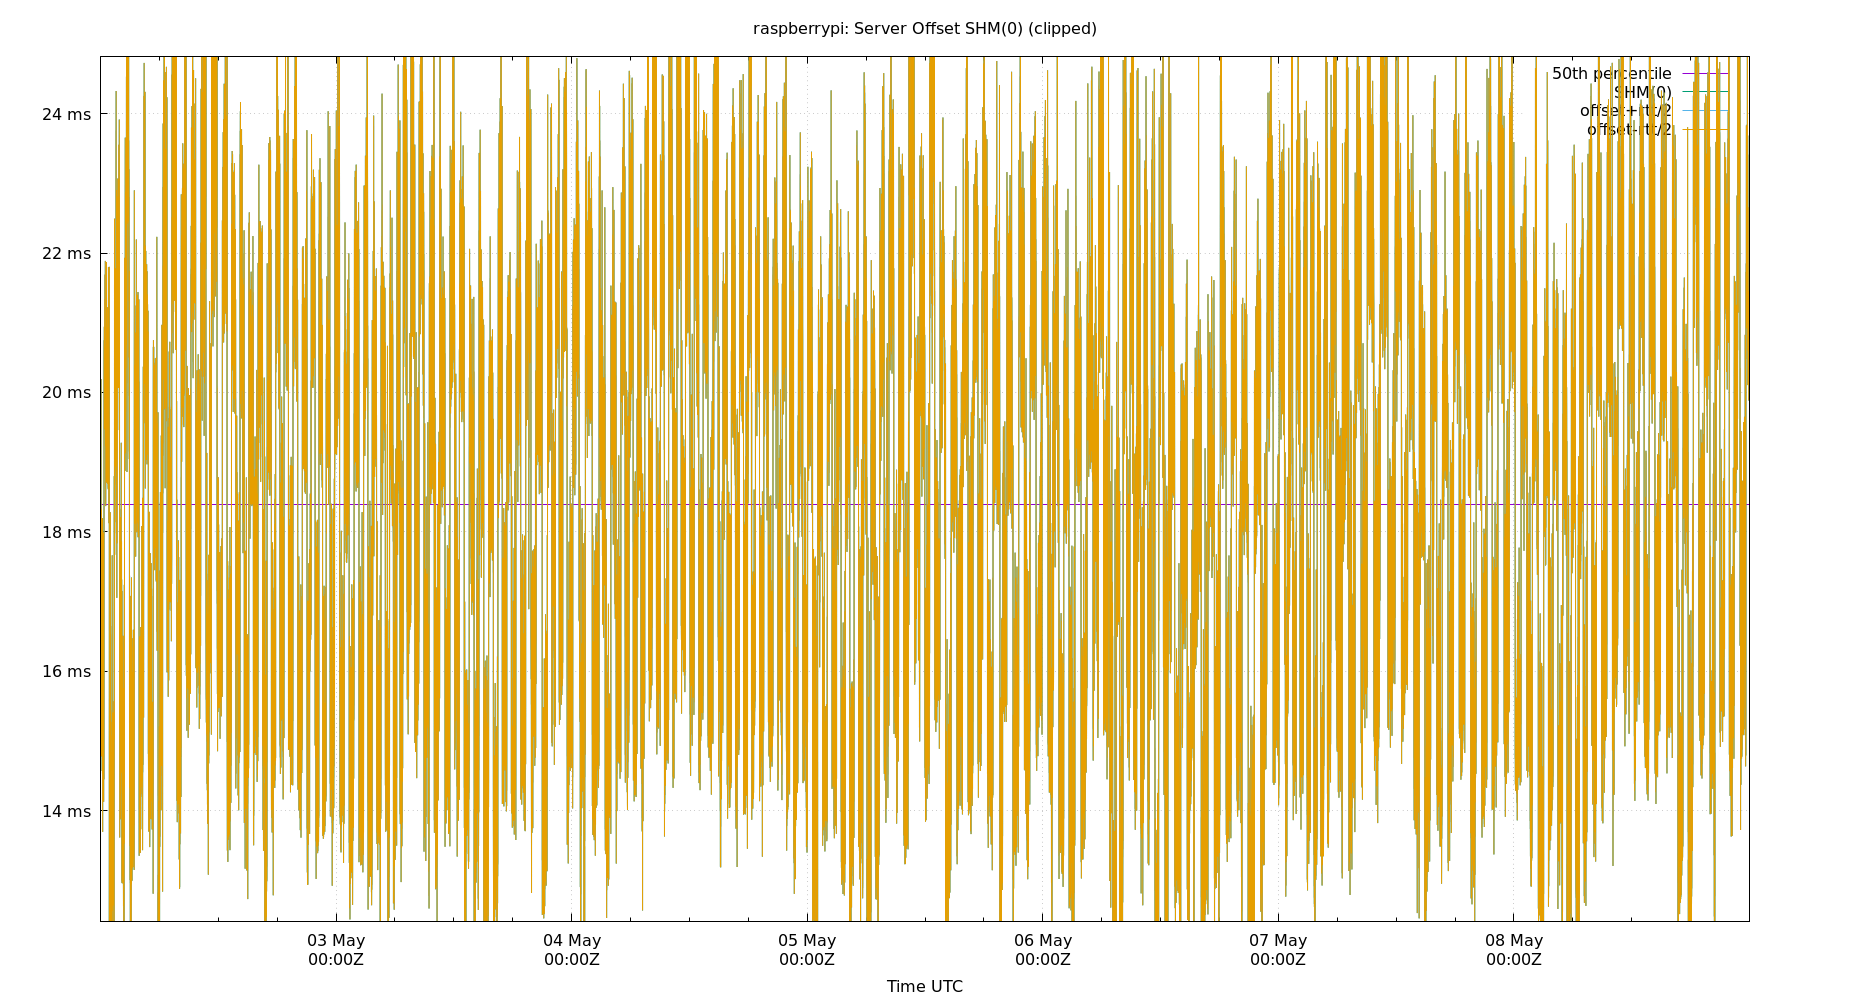 raspberrypi: Server Offset SHM(0) (clipped)
50th percentile
SHM(0)
offset+rtt/2
offset-rtt/2
24 ms
22 ms
20 ms
18 ms
16 ms
14 ms
03 May
00:00Z
04 May
00:00Z
05 May
00:00Z
06 May
00:00Z
07 May
00:00Z
08 May
00:00Z
Time UTC